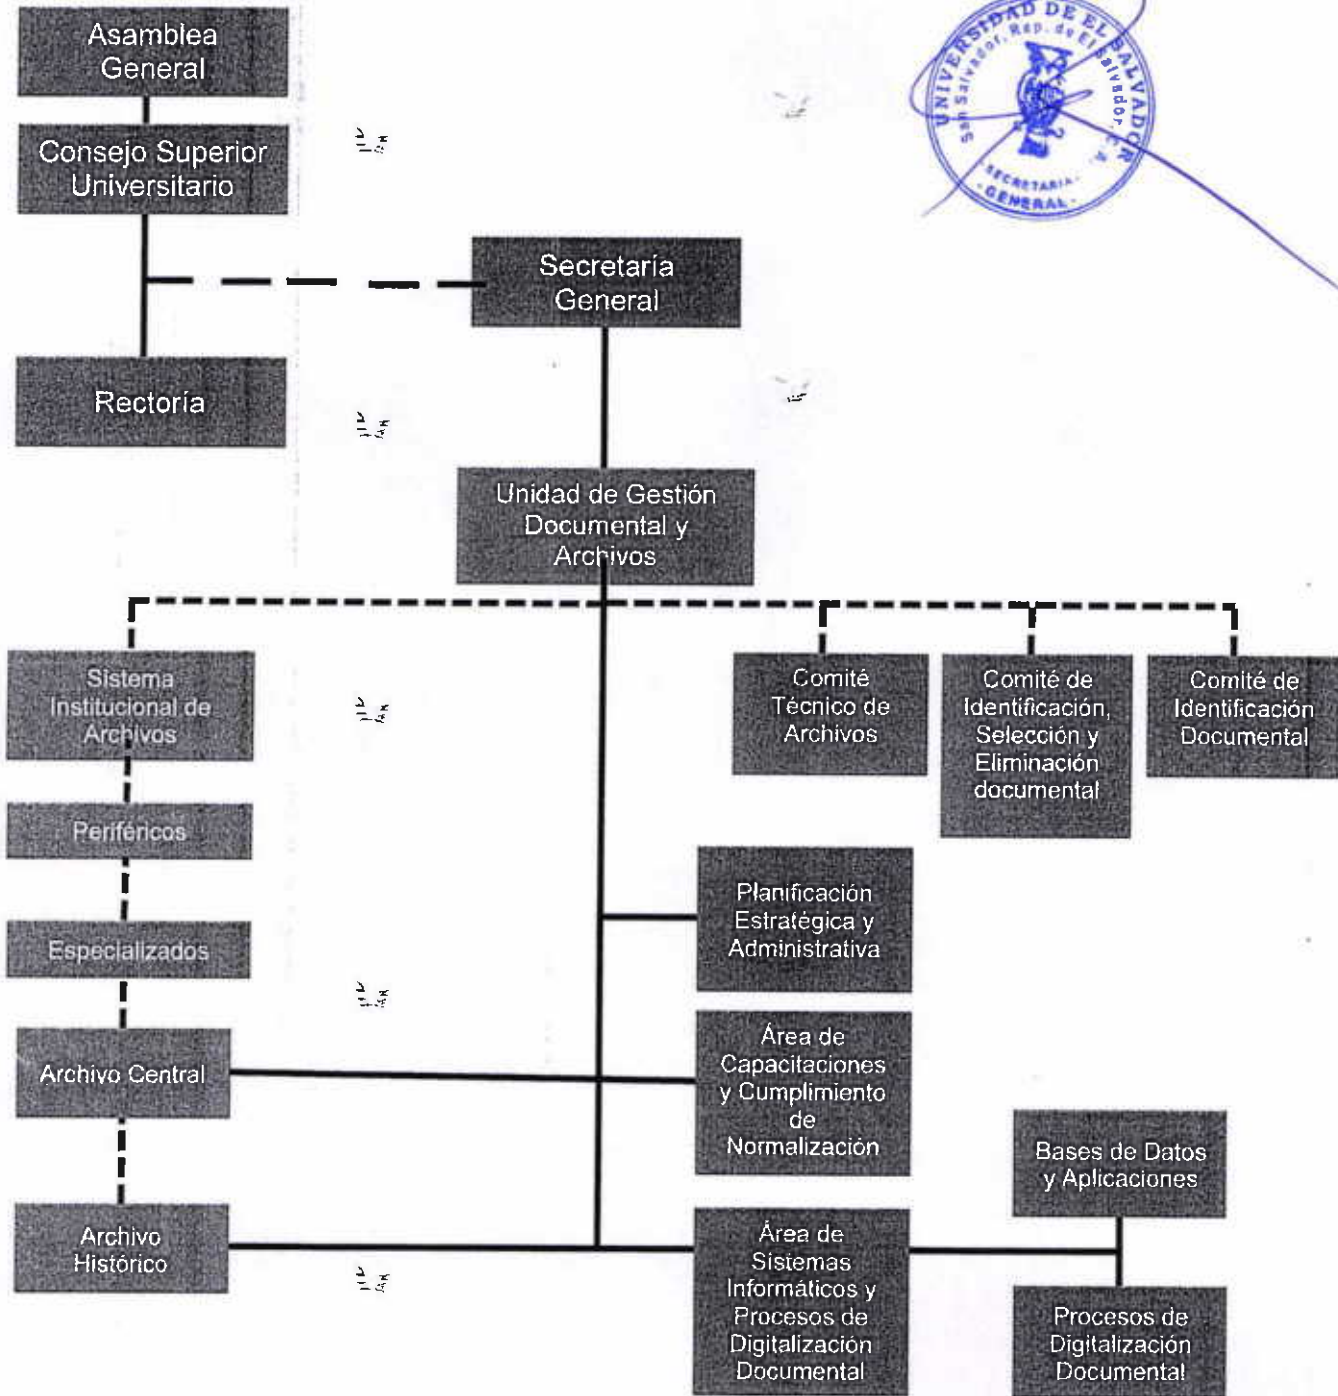 Asamblea
General
UNIVERSIDAD DE EL SALVADOR
San Salvador, Rep. de El Salvador, C. A.
- SECRETARIA -
- GENERAL -
Consejo Superior
Universitario
Secretaría
General
Rectoría
Unidad de Gestión
Documental y
Archivos
Sistema
Institucional de
Archivos
Comité
Técnico de
Archivos
Comité de
Identificación,
Selección y
Eliminación
documental
Comité de
Identificación
Documental
Periféricos
Especializados
Planificación
Estratégica y
Administrativa
Archivo Central
Área de
Capacitaciones
y Cumplimiento
de
Normalización
Archivo
Histórico
Área de
Sistemas
Informáticos y
Procesos de
Digitalización
Documental
Bases de Datos
y Aplicaciones
Procesos de
Digitalización
Documental